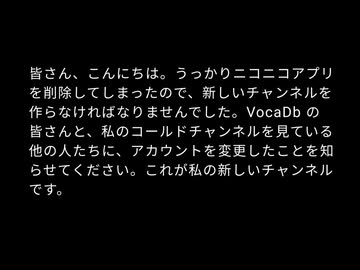 皆さん、こんにちは。うっかりニコニコアプリ
を削除してしまったので、新しいチャンネルを
作らなければなりませんでした。VocaDb の
皆さんと、私のコールドチャンネルを見ている
他の人たちに、アカウントを変更したことを知
らせてください。これが私の新しいチャンネル
です。